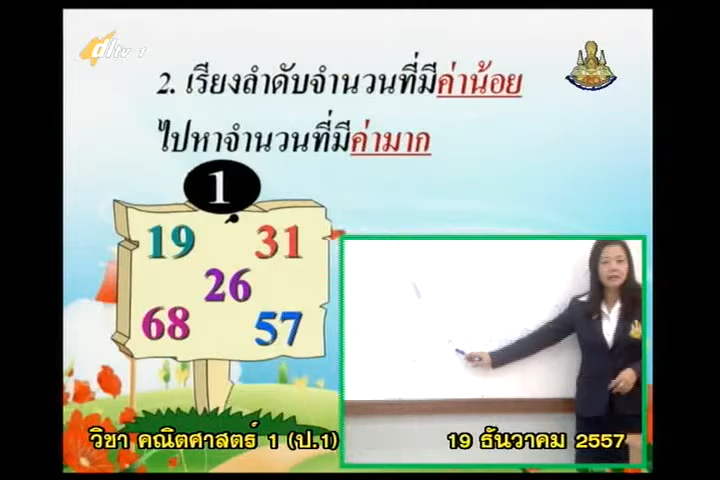 dltv 1
2. เรียงลำดับจำนวนที่มีค่าน้อย
ไปหาจำนวนที่มีค่ามาก
1
19 31
26
68 57
วิชา คณิตศาสตร์ 1 (ป.1) 19 ธันวาคม 2557